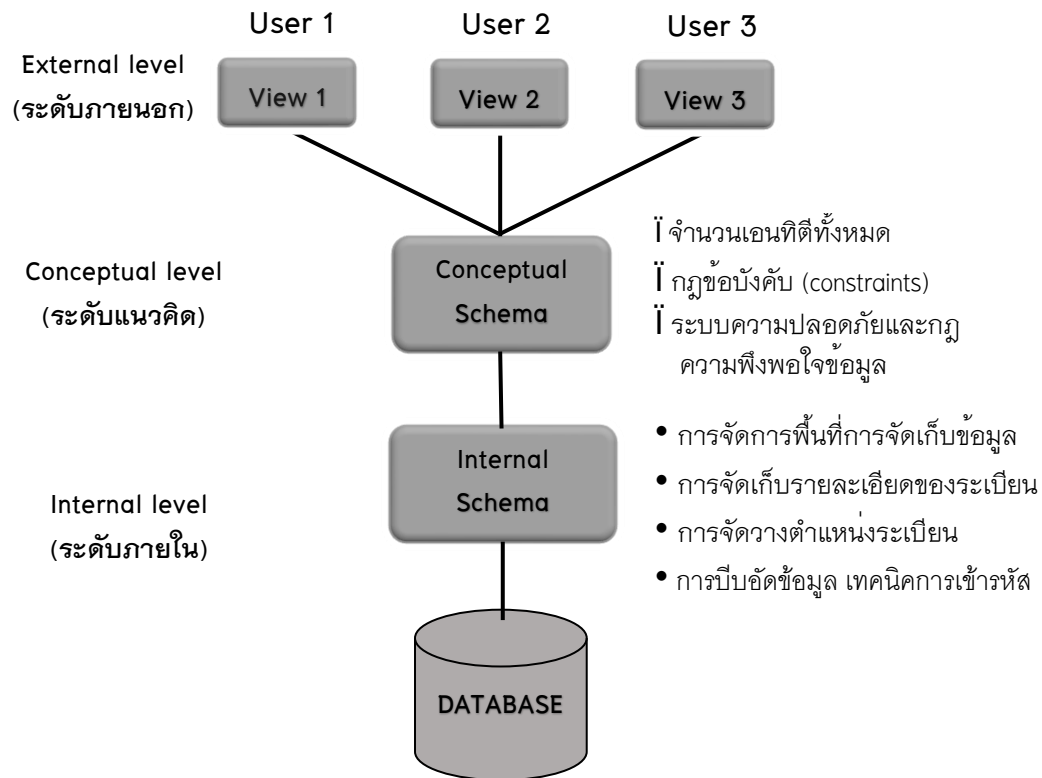 User 1 User 2 User 3
External level
(ระดับภายนอก)
View 1 View 2 View 3
Conceptual level
(ระดับแนวคิด)
Conceptual
Schema
Ï จำนวนเอนทิตีทั้งหมด
Ï กฎข้อบังคับ (constraints)
Ï ระบบความปลอดภัยและกฎ
ความพึงพอใจข้อมูล
Internal level
(ระดับภายใน)
Internal
Schema
• การจัดการพื้นที่การจัดเก็บข้อมูล
• การจัดเก็บรายละเอียดของระเบียน
• การจัดวางตำแหน่งระเบียน
• การบีบอัดข้อมูล เทคนิคการเข้ารหัส
DATABASE